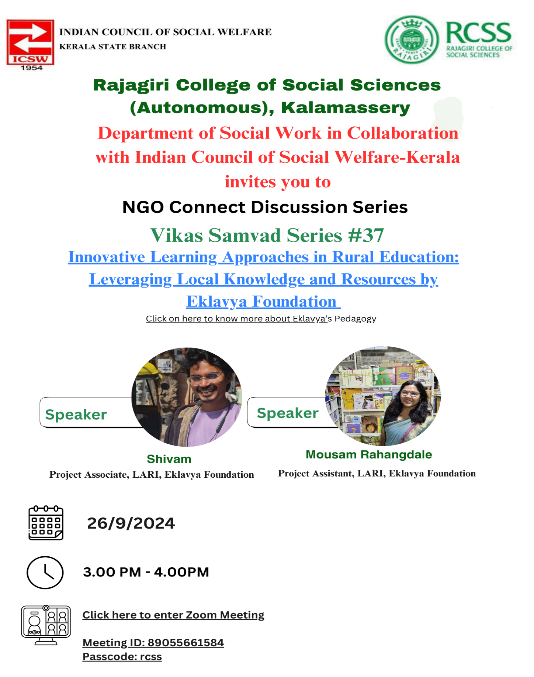 INDIAN COUNCIL OF SOCIAL WELFARE
KERALA STATE BRANCH
ICSW
1954
RCSS
RAJAGIRI COLLEGE OF
SOCIAL SCIENCES
Rajagiri College of Social Sciences
(Autonomous), Kalamassery
Department of Social Work in Collaboration
with Indian Council of Social Welfare-Kerala
invites you to
NGO Connect Discussion Series
Vikas Samvad Series #37
Innovative Learning Approaches in Rural Education:
Leveraging Local Knowledge and Resources by
Eklavya Foundation
Click on here to know more about Eklavya's Pedagogy
Speaker
Speaker
Shivam
Mousam Rahangdale
Project Associate, LARI, Eklavya Foundation
Project Assistant, LARI, Eklavya Foundation
26/9/2024
3.00 PM - 4.00PM
Click here to enter Zoom Meeting
Meeting ID: 89055661584
Passcode: rcss